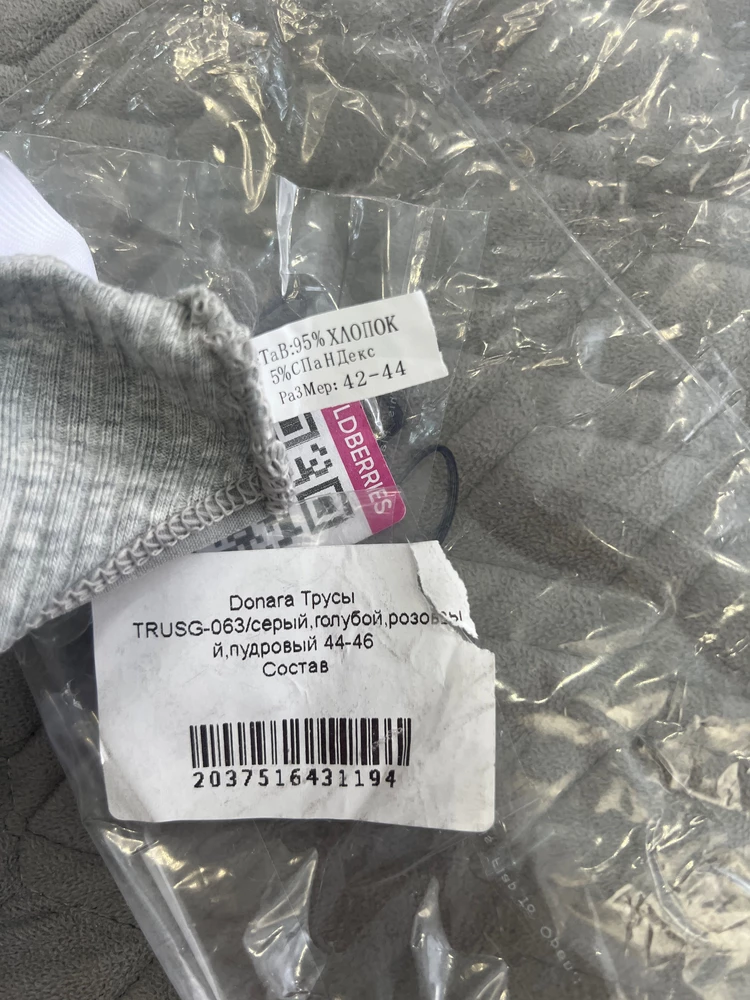 таВ:95% ХЛОПОК
5%СПаНДекс
РаЗМер: 42-44
LDBERRIES
Donara Трусы
TRUSG-063/серый,голубой,розовы
й,пудровый 44-46
Состав
2037516431194